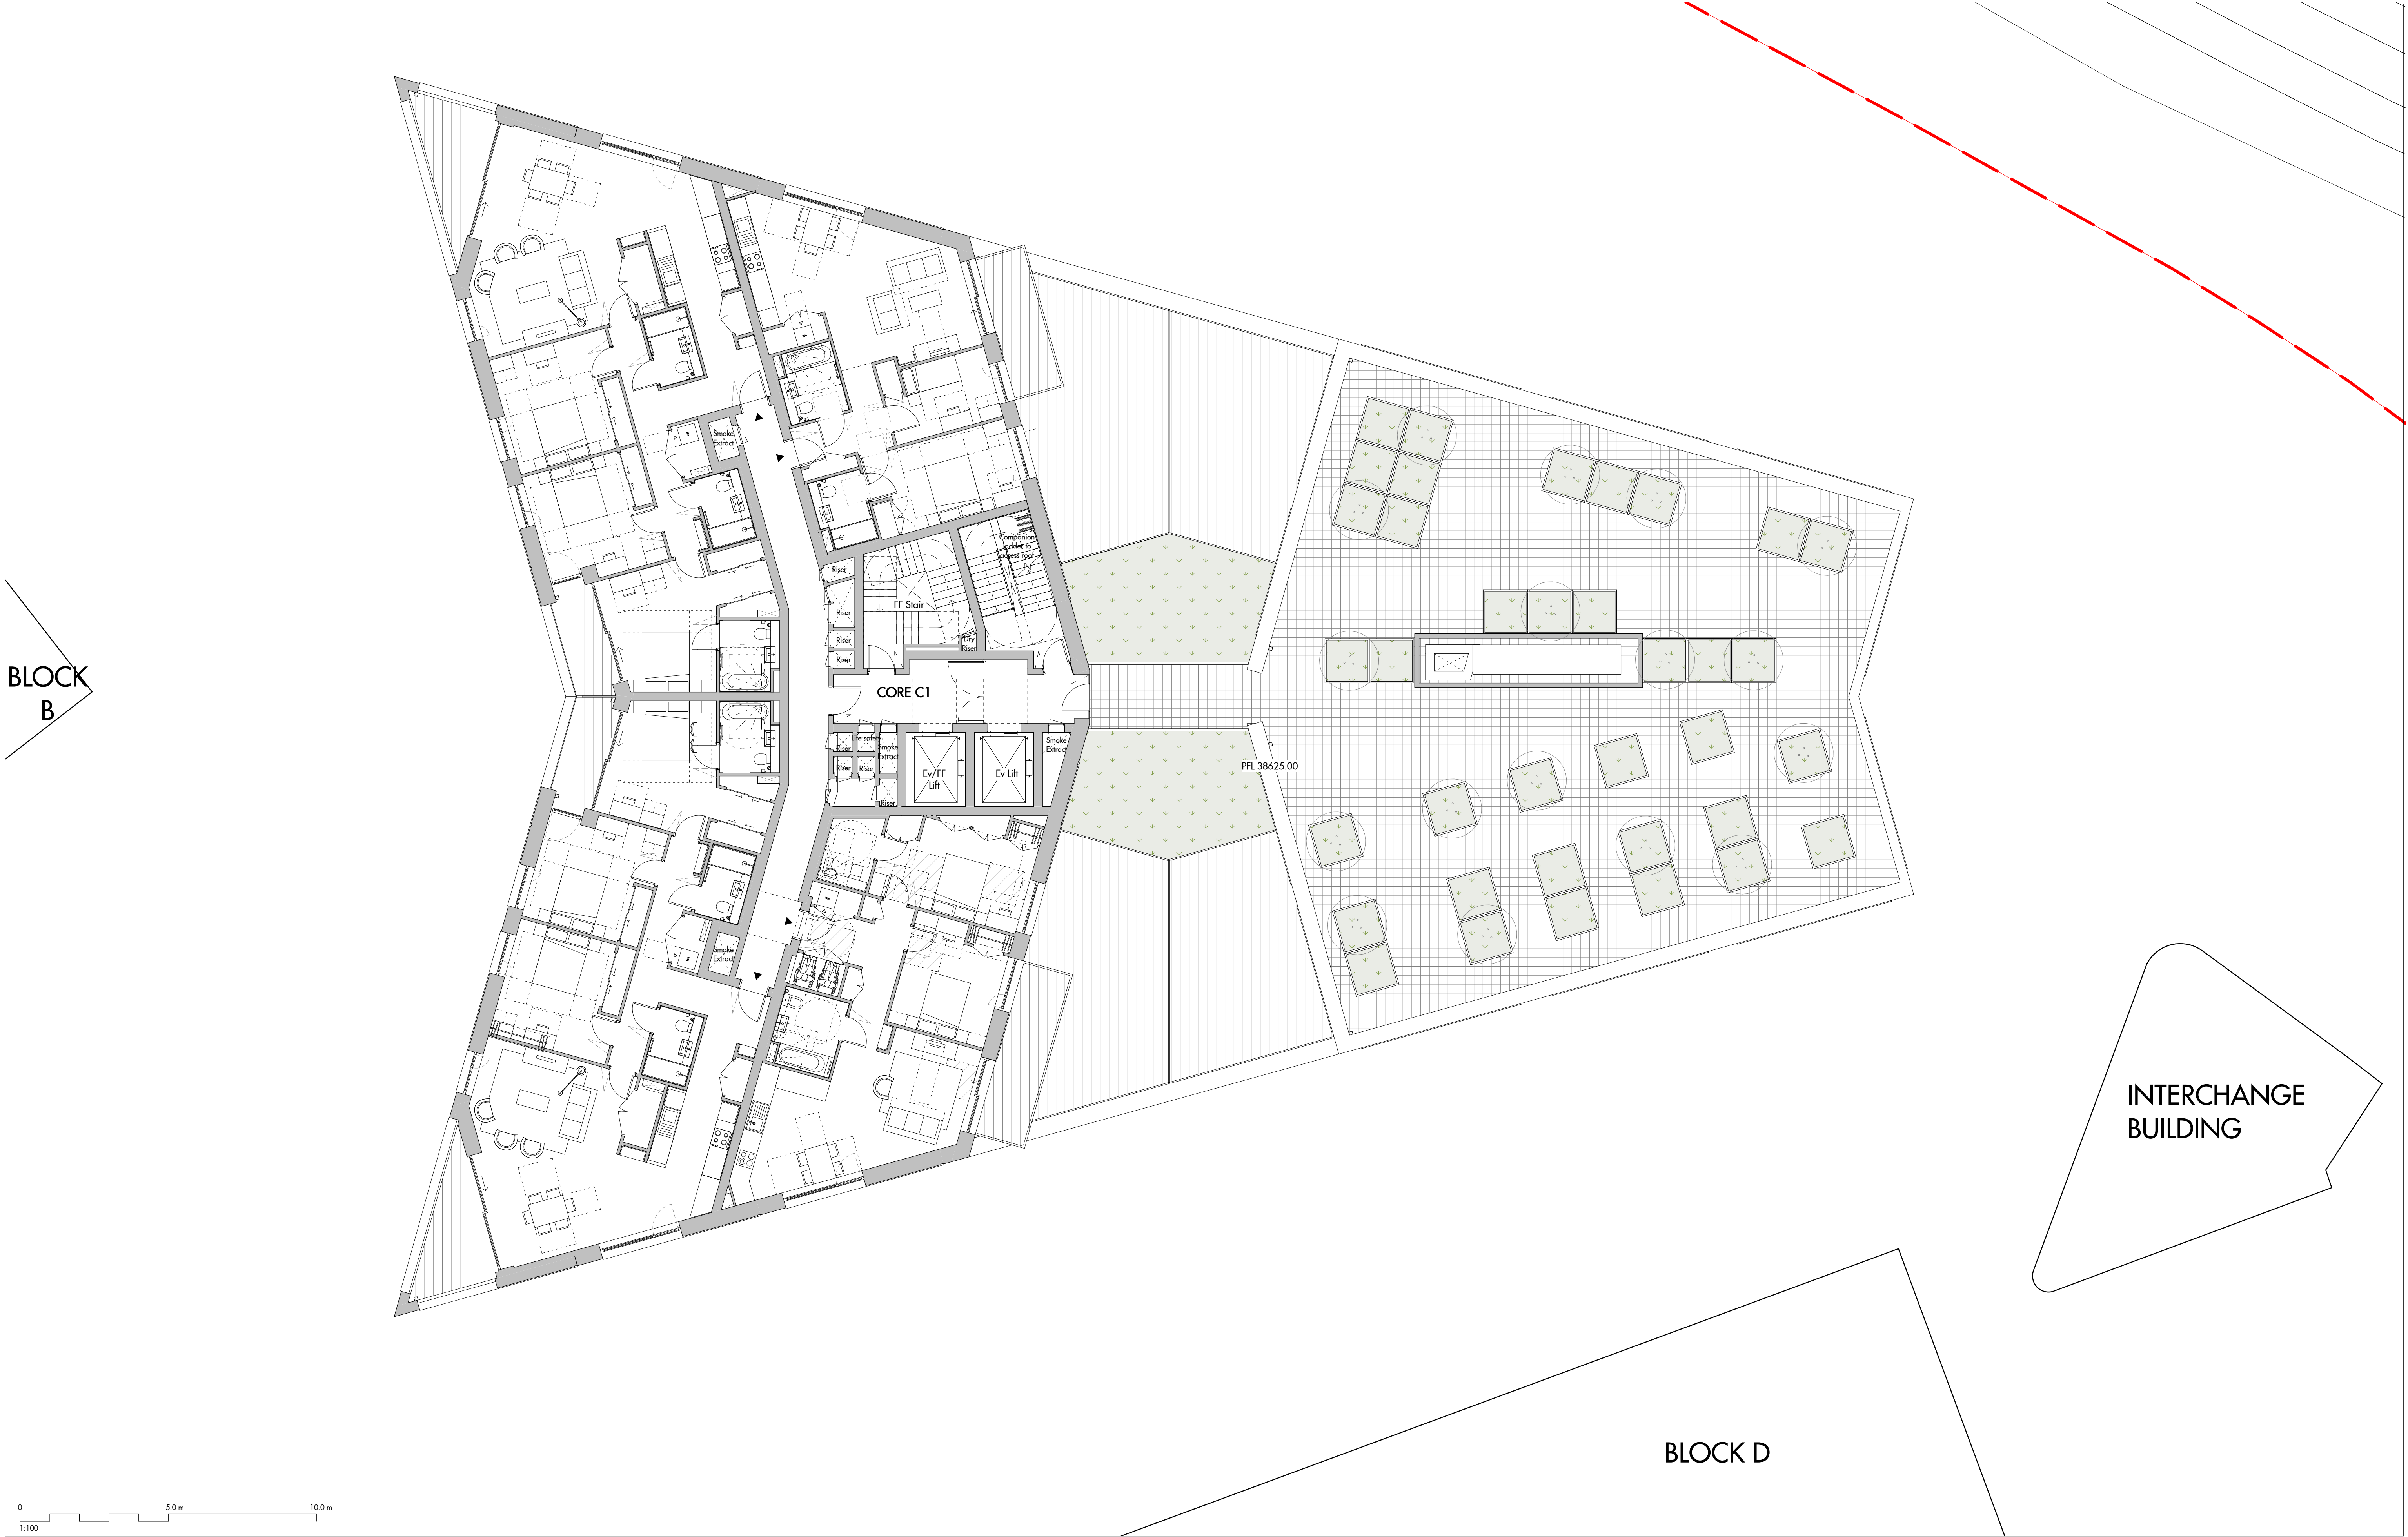 Smoke
Extract
Companion
ladder to
access roof
Riser
FF Stair
Riser
Riser
Dry
Riser
Riser
BLOCK
B
CORE C1
Riser
Life safety
Smoke
Extract
Smoke
Extract
Riser
Riser
Ev/FF
Lift
Ev Lift
Riser
PFL 38625.00
Smoke
Extract
INTERCHANGE
BUILDING
BLOCK D
0 5.0 m 10.0 m
1:100